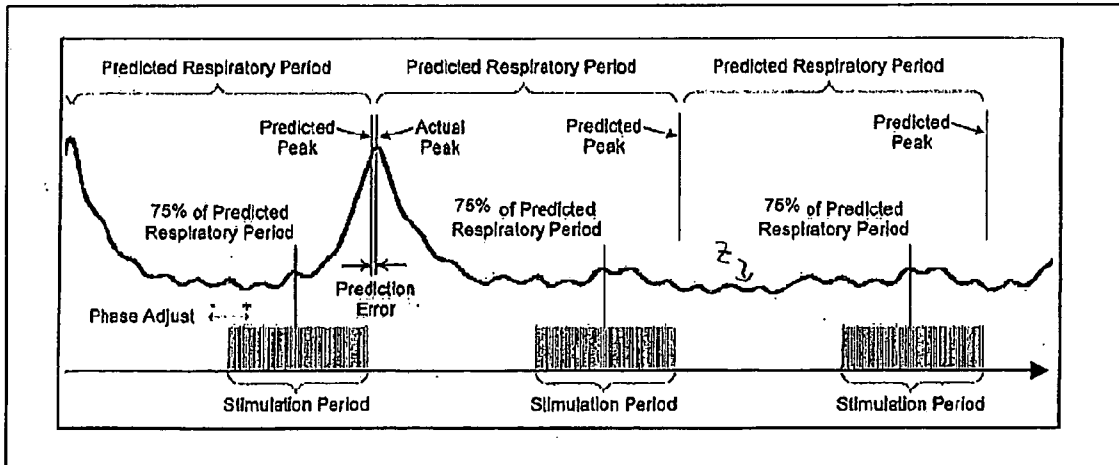 Predicted Respiratory Period
Predicted Respiratory Period
Predicted Respiratory Period
Predicted
Peak
Actual
Peak
Predicted
Peak
Predicted
Peak
75% of Predicted
Respiratory Period
75% of Predicted
Respiratory Period
75% of Predicted
Respiratory Period
Z
Prediction
Error
Phase Adjust
Stimulation Period
Stimulation Period
Stimulation Period